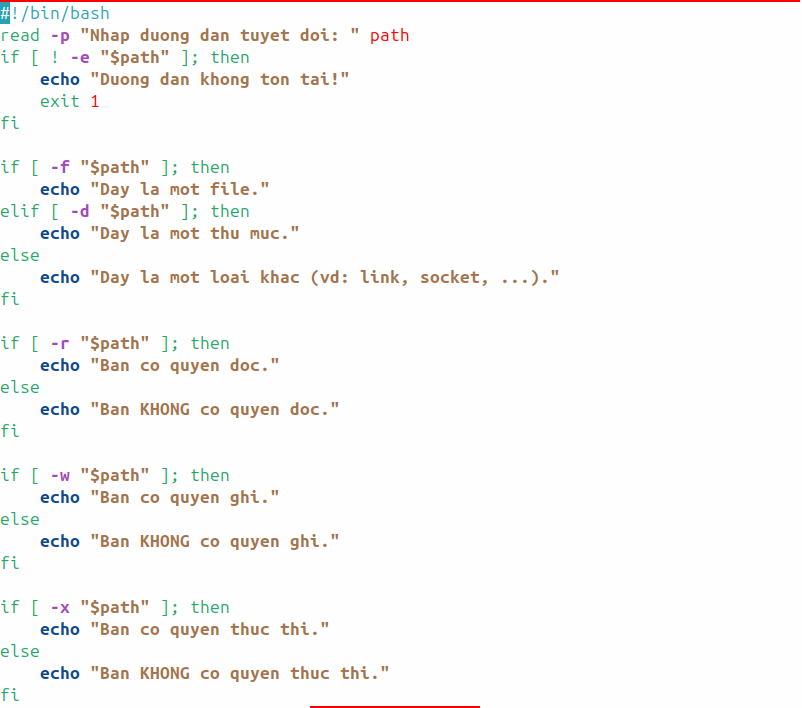 #!/bin/bash
read -p "Nhap duong dan tuyet doi: " path
if [ ! -e "$path" ]; then
    echo "Duong dan khong ton tai!"
    exit 1
fi

if [ -f "$path" ]; then
    echo "Day la mot file."
elif [ -d "$path" ]; then
    echo "Day la mot thu muc."
else
    echo "Day la mot loai khac (vd: link, socket, ...)."
fi

if [ -r "$path" ]; then
    echo "Ban co quyen doc."
else
    echo "Ban KHONG co quyen doc."
fi

if [ -w "$path" ]; then
    echo "Ban co quyen ghi."
else
    echo "Ban KHONG co quyen ghi."
fi

if [ -x "$path" ]; then
    echo "Ban co quyen thuc thi."
else
    echo "Ban KHONG co quyen thuc thi."
fi